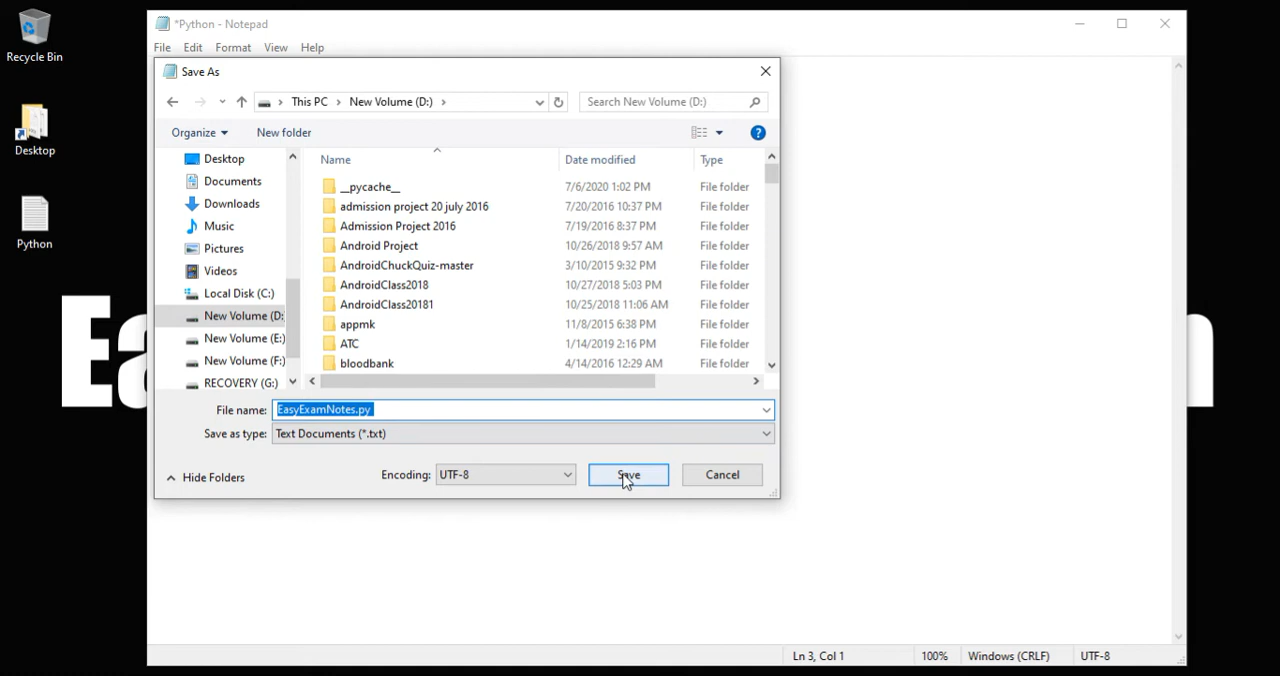 Recycle Bin
Desktop
Python
*Python - Notepad
File Edit Format View Help
Save As
This PC > New Volume (D:) >
Search New Volume (D:)
Organize New folder
Desktop
Documents
Downloads
Music
Pictures
Videos
Local Disk (C:)
New Volume (D:
New Volume (E:)
New Volume (F:)
RECOVERY (G:)
Name Date modified Type
__pycache__ 7/6/2020 1:02 PM File folder
admission project 20 july 2016 7/20/2016 10:37 PM File folder
Admission Project 2016 7/19/2016 8:37 PM File folder
Android Project 10/26/2018 9:57 AM File folder
AndroidChuckQuiz-master 3/10/2015 9:32 PM File folder
AndroidClass2018 10/27/2018 5:03 PM File folder
AndroidClass20181 10/25/2018 11:06 AM File folder
appmk 11/8/2015 6:38 PM File folder
ATC 1/14/2019 2:16 PM File folder
bloodbank 4/14/2016 12:29 AM File folder
File name: EasyExamNotes.py
Save as type: Text Documents (*.txt)
Hide Folders Encoding: UTF-8 Save Cancel
Ln 3, Col 1 100% Windows (CRLF) UTF-8